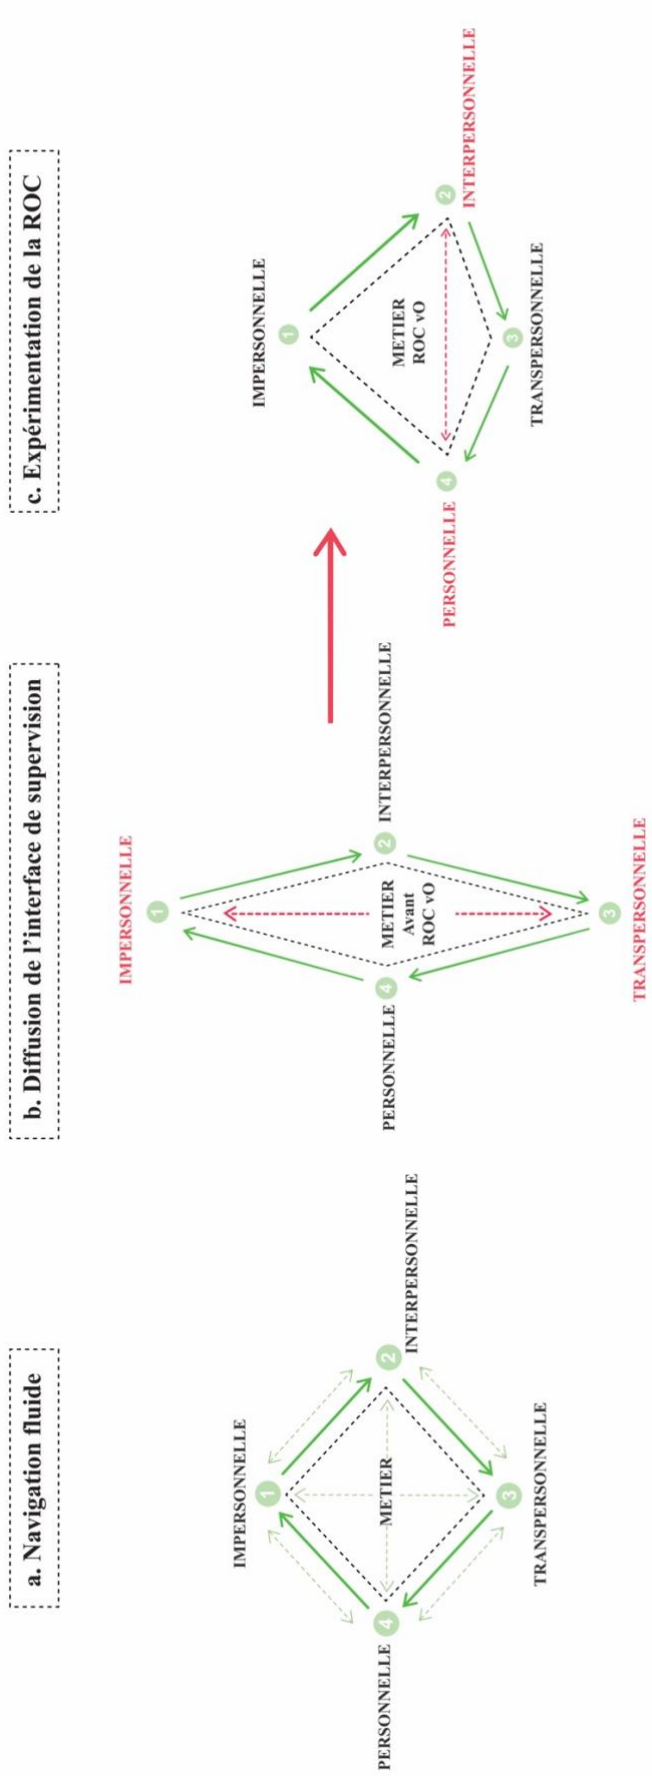 a. Navigation fluide
IMPERSONNELLE
1
PERSONNELLE
4
METIER
2
INTERPERSONNELLE
3
TRANSPERSONNELLE
b. Diffusion de l’interface de supervision
IMPERSONNELLE
1
PERSONNELLE
4
METIER
Avant
ROC vO
2
INTERPERSONNELLE
3
TRANSPERSONNELLE
c. Expérimentation de la ROC
IMPERSONNELLE
1
METIER
ROC vO
PERSONNELLE
4
2
INTERPERSONNELLE
3
TRANSPERSONNELLE